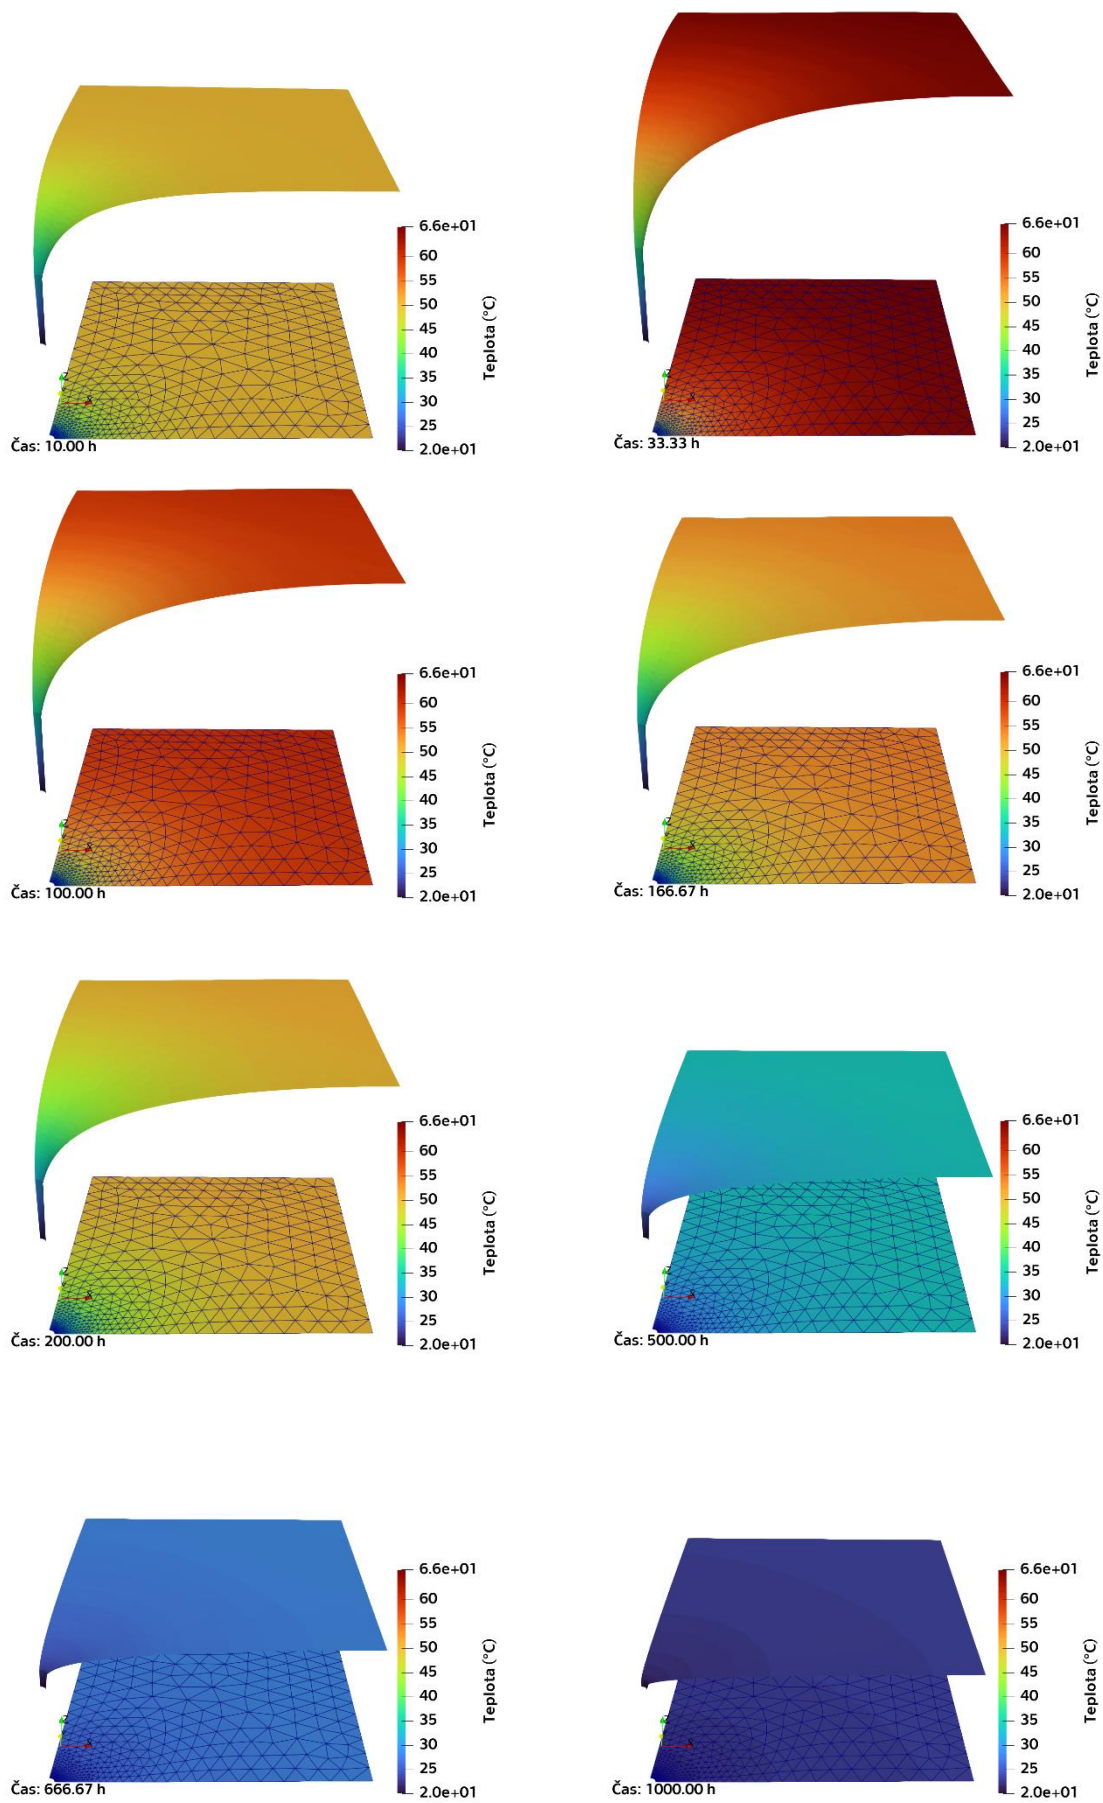 6.6e+01
60
55
50
45
40
35
30
25
2.0e+01
Teplota (°C)
Z
X
Čas: 10.00 h
6.6e+01
60
55
50
45
40
35
30
25
2.0e+01
Teplota (°C)
Z
X
Čas: 33.33 h
6.6e+01
60
55
50
45
40
35
30
25
2.0e+01
Teplota (°C)
Z
X
Čas: 100.00 h
6.6e+01
60
55
50
45
40
35
30
25
2.0e+01
Teplota (°C)
Z
X
Čas: 166.67 h
6.6e+01
60
55
50
45
40
35
30
25
2.0e+01
Teplota (°C)
Z
X
Čas: 200.00 h
6.6e+01
60
55
50
45
40
35
30
25
2.0e+01
Teplota (°C)
Z
X
Čas: 500.00 h
6.6e+01
60
55
50
45
40
35
30
25
2.0e+01
Teplota (°C)
Z
X
Čas: 666.67 h
6.6e+01
60
55
50
45
40
35
30
25
2.0e+01
Teplota (°C)
Z
X
Čas: 1000.00 h